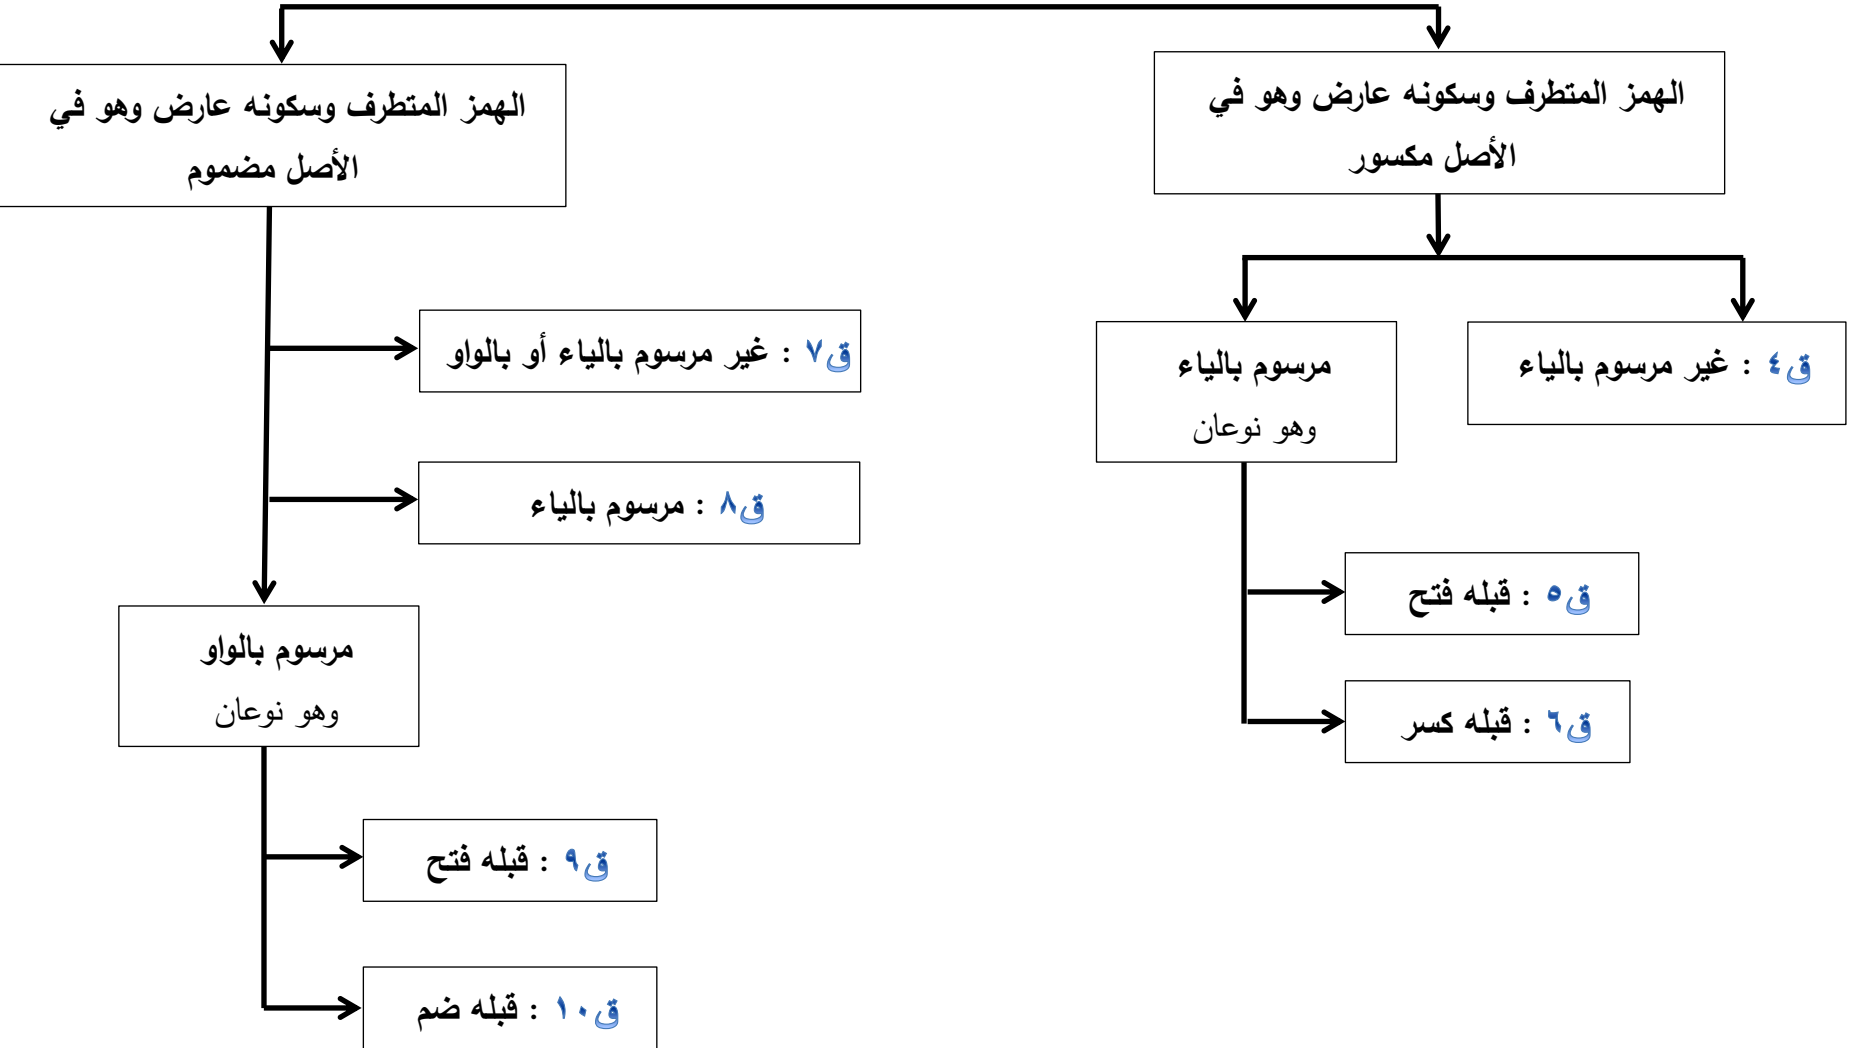 الهمز المتطرف وسكونه عارض وهو في
الأصل مكسور
ق٤ : غير مرسوم بالياء
مرسوم بالياء
وهو نوعان
ق٥ : قبله فتح
ق٦ : قبله كسر
الهمز المتطرف وسكونه عارض وهو في
الأصل مضموم
ق٧ : غير مرسوم بالياء أو بالواو
ق٨ : مرسوم بالياء
مرسوم بالواو
وهو نوعان
ق٩ : قبله فتح
ق١٠ : قبله ضم